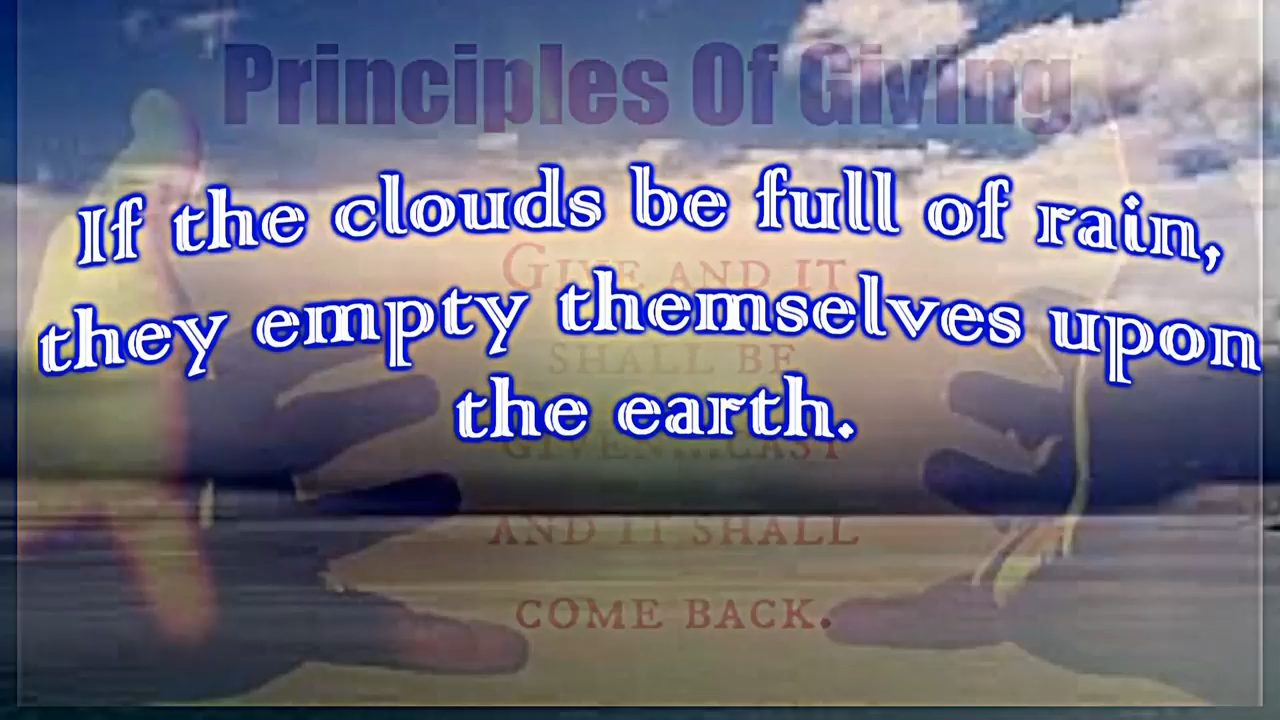 Principles Of Giving
If the clouds be full of rain,
GIVE AND IT
they empty themselves upon
SHALL BE
the earth.
GIVEN...CAST
AND IT SHALL
COME BACK.